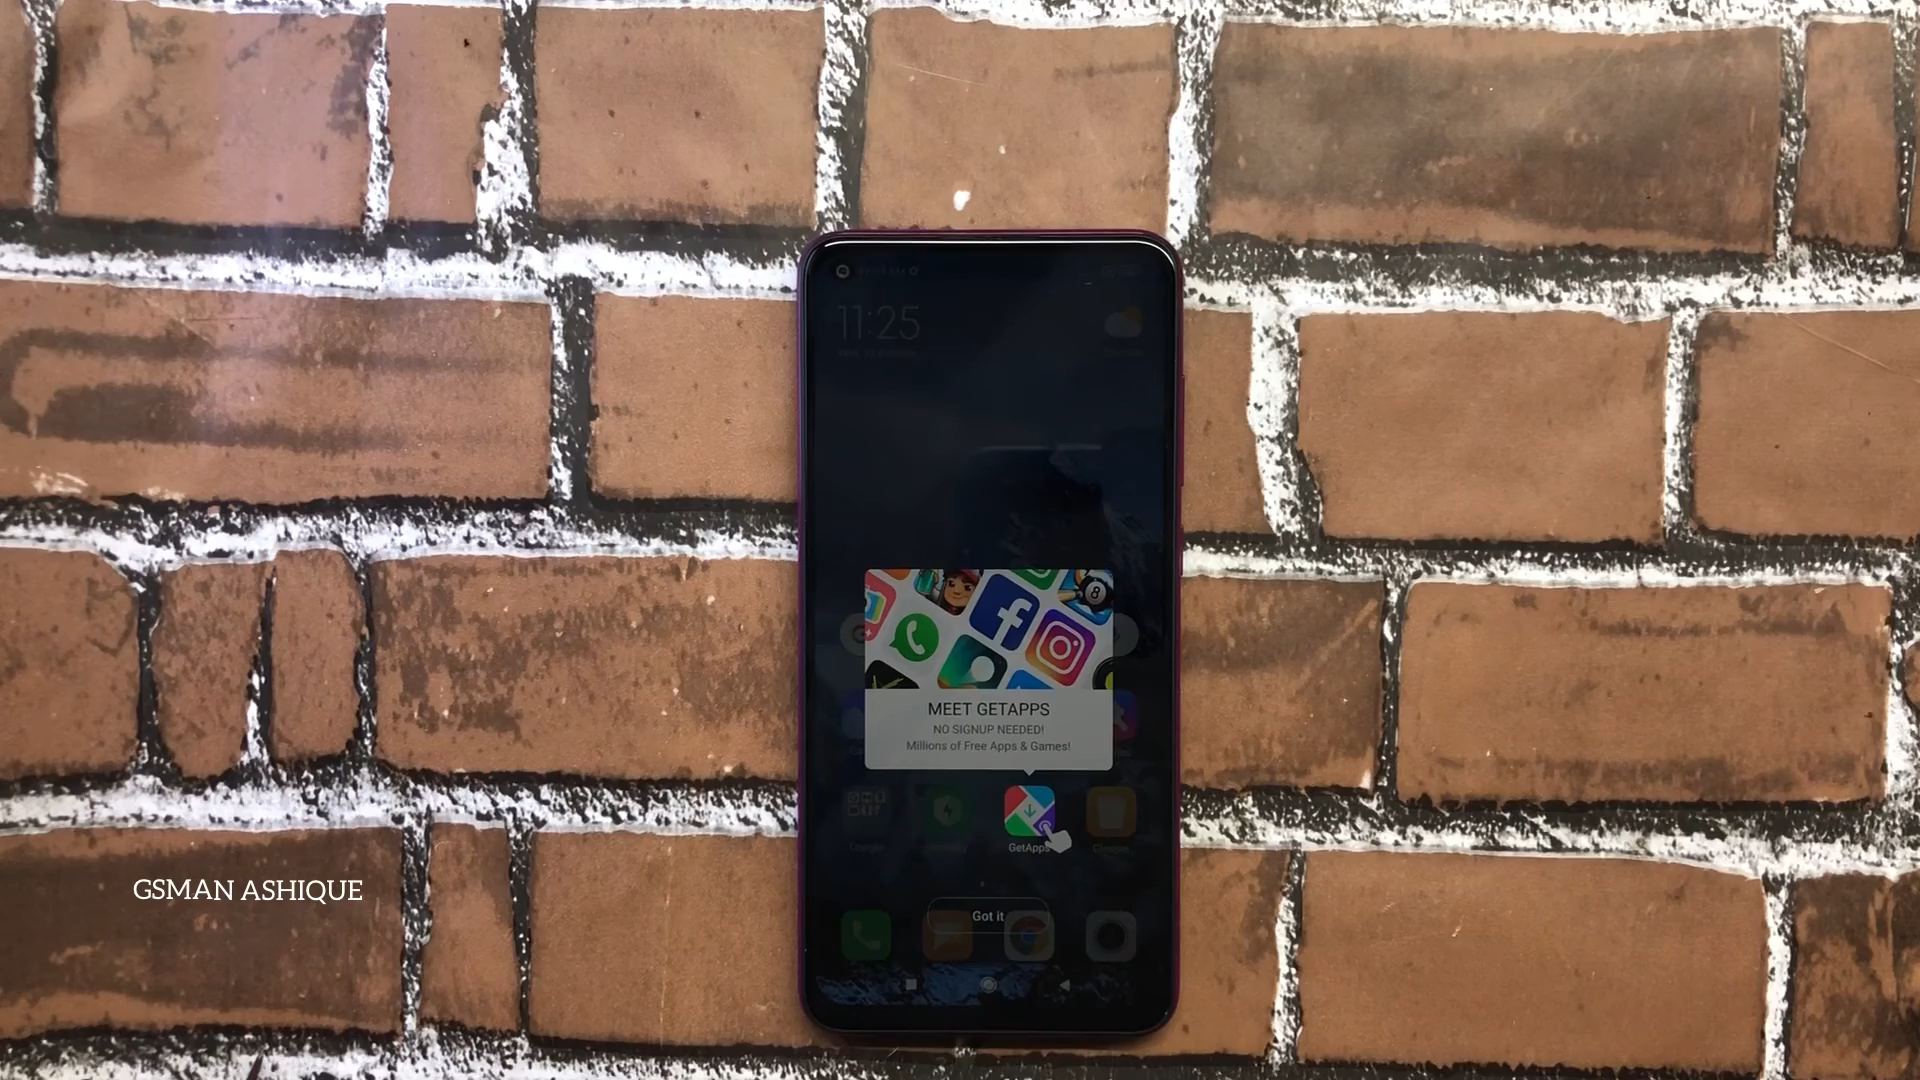 11:25
MEET GETAPPS
NO SIGNUP NEEDED!
Millions of Free Apps & Games!
GetApps
Got it
GSMAN ASHIQUE